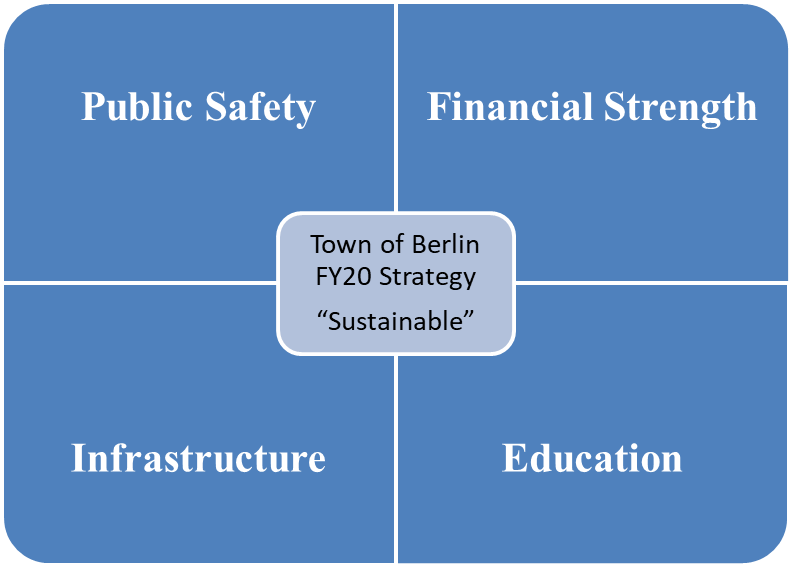 Public Safety
Financial Strength
Town of Berlin
FY20 Strategy
“Sustainable”
Infrastructure
Education